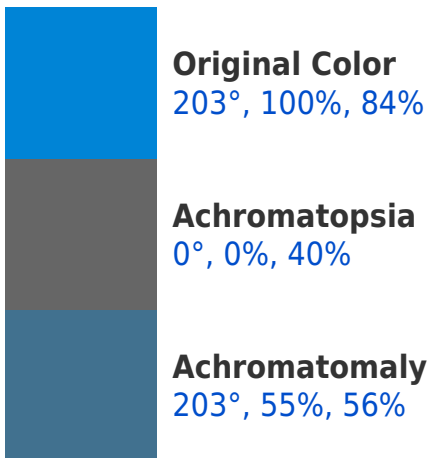 Original Color
203°, 100%, 84%
Achromatopsia
0°, 0%, 40%
Achromatomaly
203°, 55%, 56%